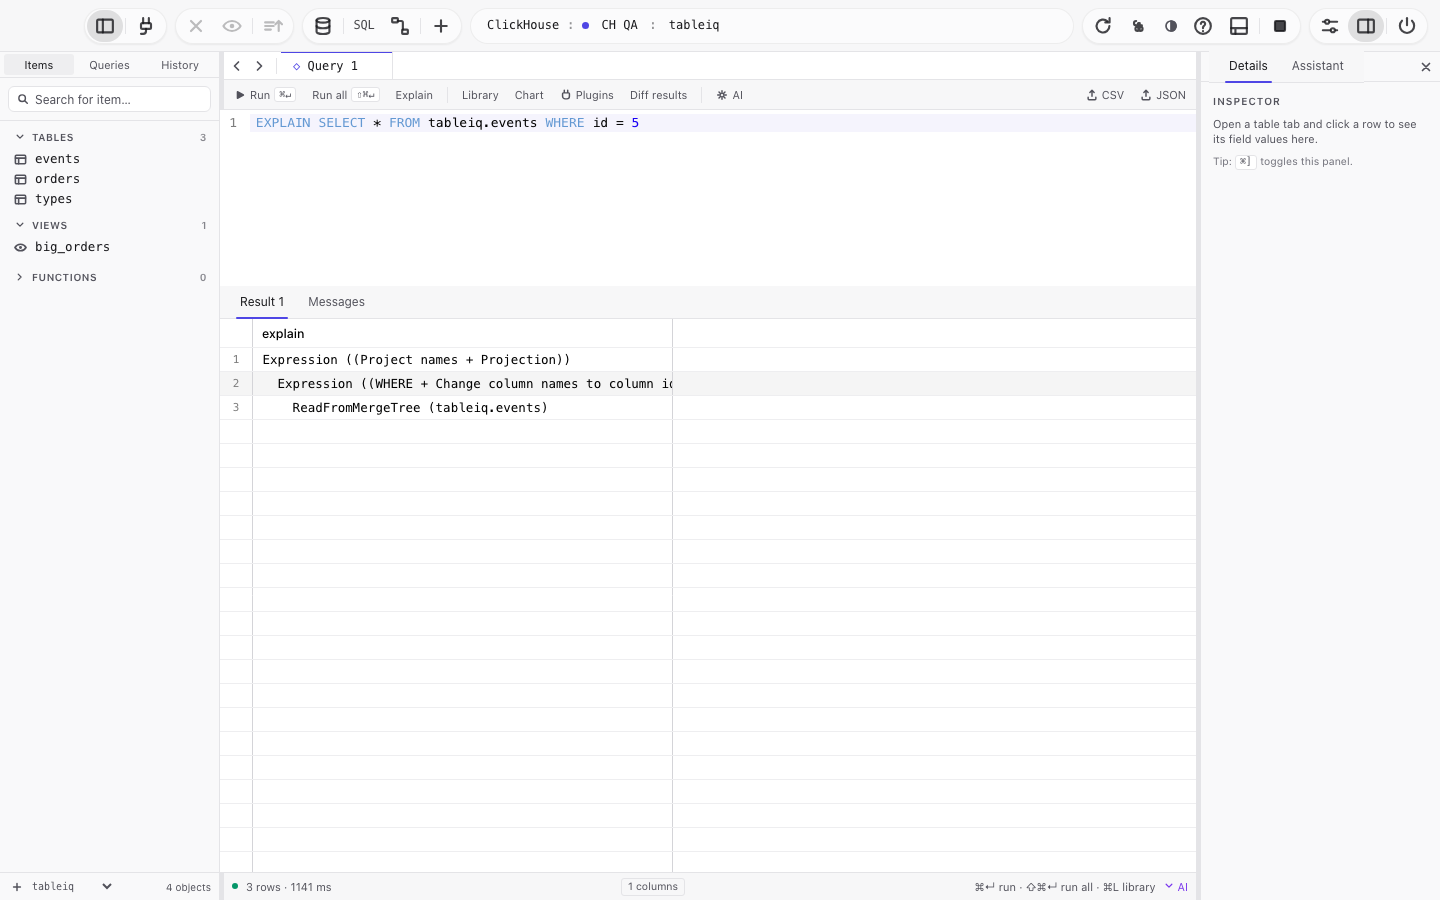 SQL
ClickHouse : CH QA : tableiq
Items
Queries
History
Search for item...
TABLES 3
events
orders
types
VIEWS 1
big_orders
FUNCTIONS 0
Query 1
Run ⌘↵
Run all ⇧⌘↵
Explain
Library
Chart
Plugins
Diff results
AI
CSV
JSON
1 EXPLAIN SELECT * FROM tableiq.events WHERE id = 5
Result 1
Messages
explain
1 Expression ((Project names + Projection))
2 Expression ((WHERE + Change column names to column
3 ReadFromMergeTree (tableiq.events)
Details
Assistant
INSPECTOR
Open a table tab and click a row to see
its field values here.
Tip: ⌘] toggles this panel.
+ tableiq
4 objects
3 rows · 1141 ms
1 columns
⌘↵ run · ⇧⌘↵ run all · ⌘L library
AI